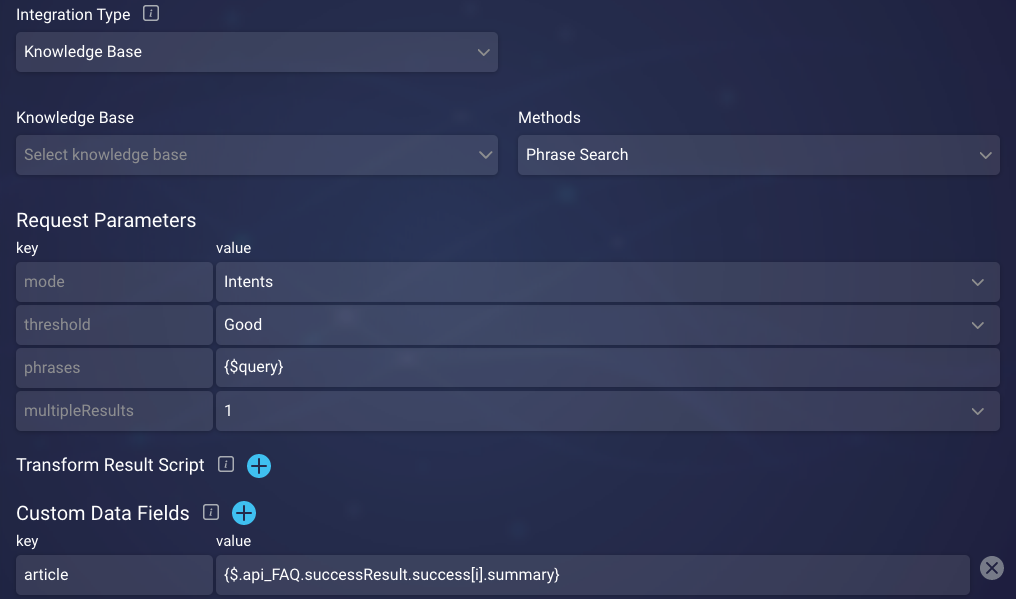 Integration Type i
Knowledge Base
Knowledge Base Methods
Select knowledge base Phrase Search
Request Parameters
key value
mode Intents
threshold Good
phrases {$query}
multipleResults 1
Transform Result Script i
Custom Data Fields i
key value
article {$.api_FAQ.successResult.success[i].summary}